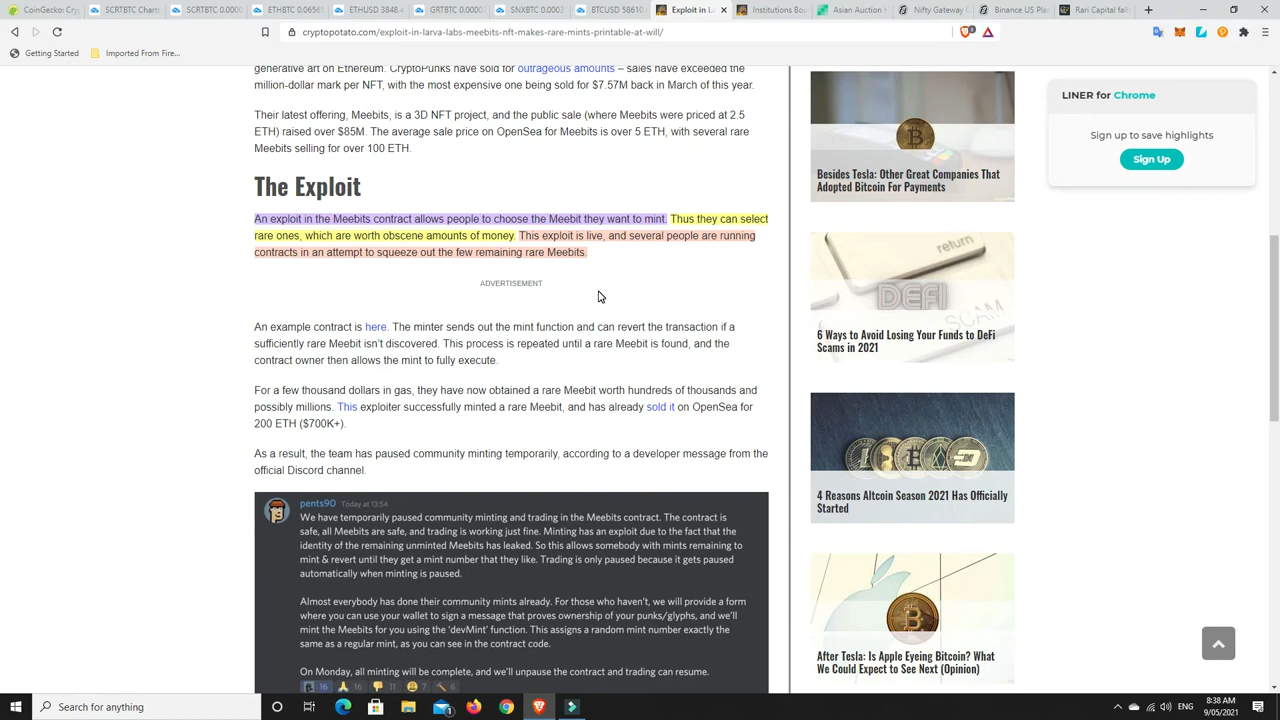 CoinGecko: Cry
SCRTBTC Charts
SCRTBTC 0.0000
ETHBTC 0.06565
ETHUSD 3848.4
GRTBTC 0.0000
SNXBTC 0.0003
BTCUSD 58610
Exploit in La
Institutions Bou
Asian Auction H
Nifty Gateway
Binance US Pla
Rari Capital fal
cryptopotato.com/exploit-in-larva-labs-meebits-nft-makes-rare-mints-printable-at-will/
Getting Started
Imported From Fire...
generative art on Ethereum. CryptoPunks have sold for outrageous amounts – sales have exceeded the
million-dollar mark per NFT, with the most expensive one being sold for $7.57M back in March of this year.
Their latest offering, Meebits, is a 3D NFT project, and the public sale (where Meebits were priced at 2.5
ETH) raised over $85M. The average sale price on OpenSea for Meebits is over 5 ETH, with several rare
Meebits selling for over 100 ETH.
The Exploit
An exploit in the Meebits contract allows people to choose the Meebit they want to mint. Thus they can select
rare ones, which are worth obscene amounts of money. This exploit is live, and several people are running
contracts in an attempt to squeeze out the few remaining rare Meebits.
ADVERTISEMENT
An example contract is here. The minter sends out the mint function and can revert the transaction if a
sufficiently rare Meebit isn't discovered. This process is repeated until a rare Meebit is found, and the
contract owner then allows the mint to fully execute.
For a few thousand dollars in gas, they have now obtained a rare Meebit worth hundreds of thousands and
possibly millions. This exploiter successfully minted a rare Meebit, and has already sold it on OpenSea for
200 ETH ($700K+).
As a result, the team has paused community minting temporarily, according to a developer message from the
official Discord channel.
pents90 Today at 13:54
We have temporarily paused community minting and trading in the Meebits contract. The contract is
safe, all Meebits are safe, and trading is working just fine. Minting has an exploit due to the fact that the
identity of the remaining unminted Meebits has leaked. So this allows somebody with mints remaining to
mint & revert until they get a mint number that they like. Trading is only paused because it gets paused
automatically when minting is paused.
Almost everybody has done their community mints already. For those who haven't, we will provide a form
where you can use your wallet to sign a message that proves ownership of your punks/glyphs, and we'll
mint the Meebits for you using the 'devMint' function. This assigns a random mint number exactly the
same as a regular mint, as you can see in the contract code.
On Monday, all minting will be complete, and we'll unpause the contract and trading can resume.
16
16
11
7
6
Besides Tesla: Other Great Companies That
Adopted Bitcoin For Payments
return
DEFI
SCAM
6 Ways to Avoid Losing Your Funds to DeFi
Scams in 2021
4 Reasons Altcoin Season 2021 Has Officially
Started
After Tesla: Is Apple Eyeing Bitcoin? What
We Could Expect to See Next (Opinion)
LINER for Chrome
Sign up to save highlights
Sign Up
Search for anything
ENG
8:38 AM
9/05/2021